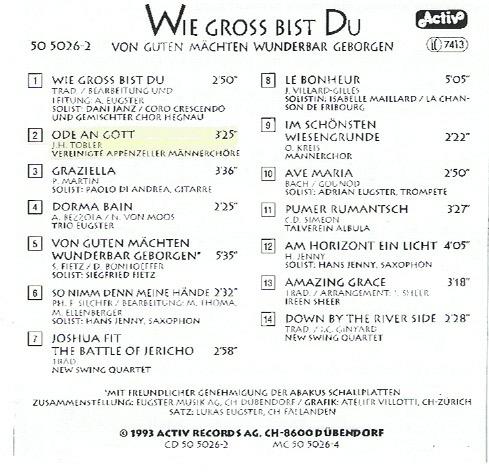 WIE GROSS BIST DU
Activ
50 5026-2 VON GUTEN MÄCHTEN WUNDERBAR GEBORGEN
7413
1 WIE GROSS BIST DU 2'50"
TRAD. / BEARBEITUNG UND
LEITUNG: A. EUGSTER
SOLIST: DANI JANZ / CORO CRESCENDO
UND GEMISCHTER CHOR HEGNAU
2 ODE AN GOTT 3'25"
J.H. TOBLER
VEREINIGTE APPENZELLER MÄNNERCHÖRE
3 GRAZIELLA 3'36"
P. MARTIN
SOLIST: PAOLO DI ANDREA, GITARRE
4 DORMA BAIN 2'25"
A. BEZZOLA / N. VON MOOS
TRIO EUGSTER
5 VON GUTEN MÄCHTEN
WUNDERBAR GEBORGEN* 5'35"
S. FIETZ / D. BONHOEFFER
SOLIST: SIEGFRIED FIETZ
6 SO NIMM DENN MEINE HÄNDE 2'32"
PH. F. SILCHER / BEARBEITUNG: M. THOMA,
M. ELLENBERGER
SOLIST: HANS JENNY, SAXOPHON
7 JOSHUA FIT
THE BATTLE OF JERICHO 2'58"
TRAD.
NEW SWING QUARTET
8 LE BONHEUR 5'05"
J. VILLARD-GILLES
SOLISTIN: ISABELLE MAILLARD / LA CHAN-
SON DE FRIBOURG
9 IM SCHÖNSTEN
WIESENGRUNDE 2'22"
O. KREIS
MÄNNERCHOR
10 AVE MARIA 2'50"
BACH / GOUNOD
SOLIST: ADRIAN EUGSTER, TROMPETE
11 PUMER RUMANTSCH 3'27"
C.D. SIMEON
TALVEREIN ALBULA
12 AM HORIZONT EIN LICHT 4'05"
H. JENNY
SOLIST: HANS JENNY, SAXOPHON
13 AMAZING GRACE 3'18"
TRAD. / ARRANGEMENT: I. SHEER
IREEN SHEER
14 DOWN BY THE RIVER SIDE 2'28"
TRAD. / J.C. GINYARD
NEW SWING QUARTET
*MIT FREUNDLICHER GENEHMIGUNG DER ABAKUS SCHALLPLATTEN
ZUSAMMENSTELLUNG: EUGSTER MUSIK AG, CH DÜBENDORF / GRAFIK: ATELIER VILLOTTI, CH-ZÜRICH
SATZ: LUKAS EUGSTER, CH FÄLLANDEN
© 1993 ACTIV RECORDS AG. CH-8600 DÜBENDORF
CD 50 5026-2 MC 50 5026-4